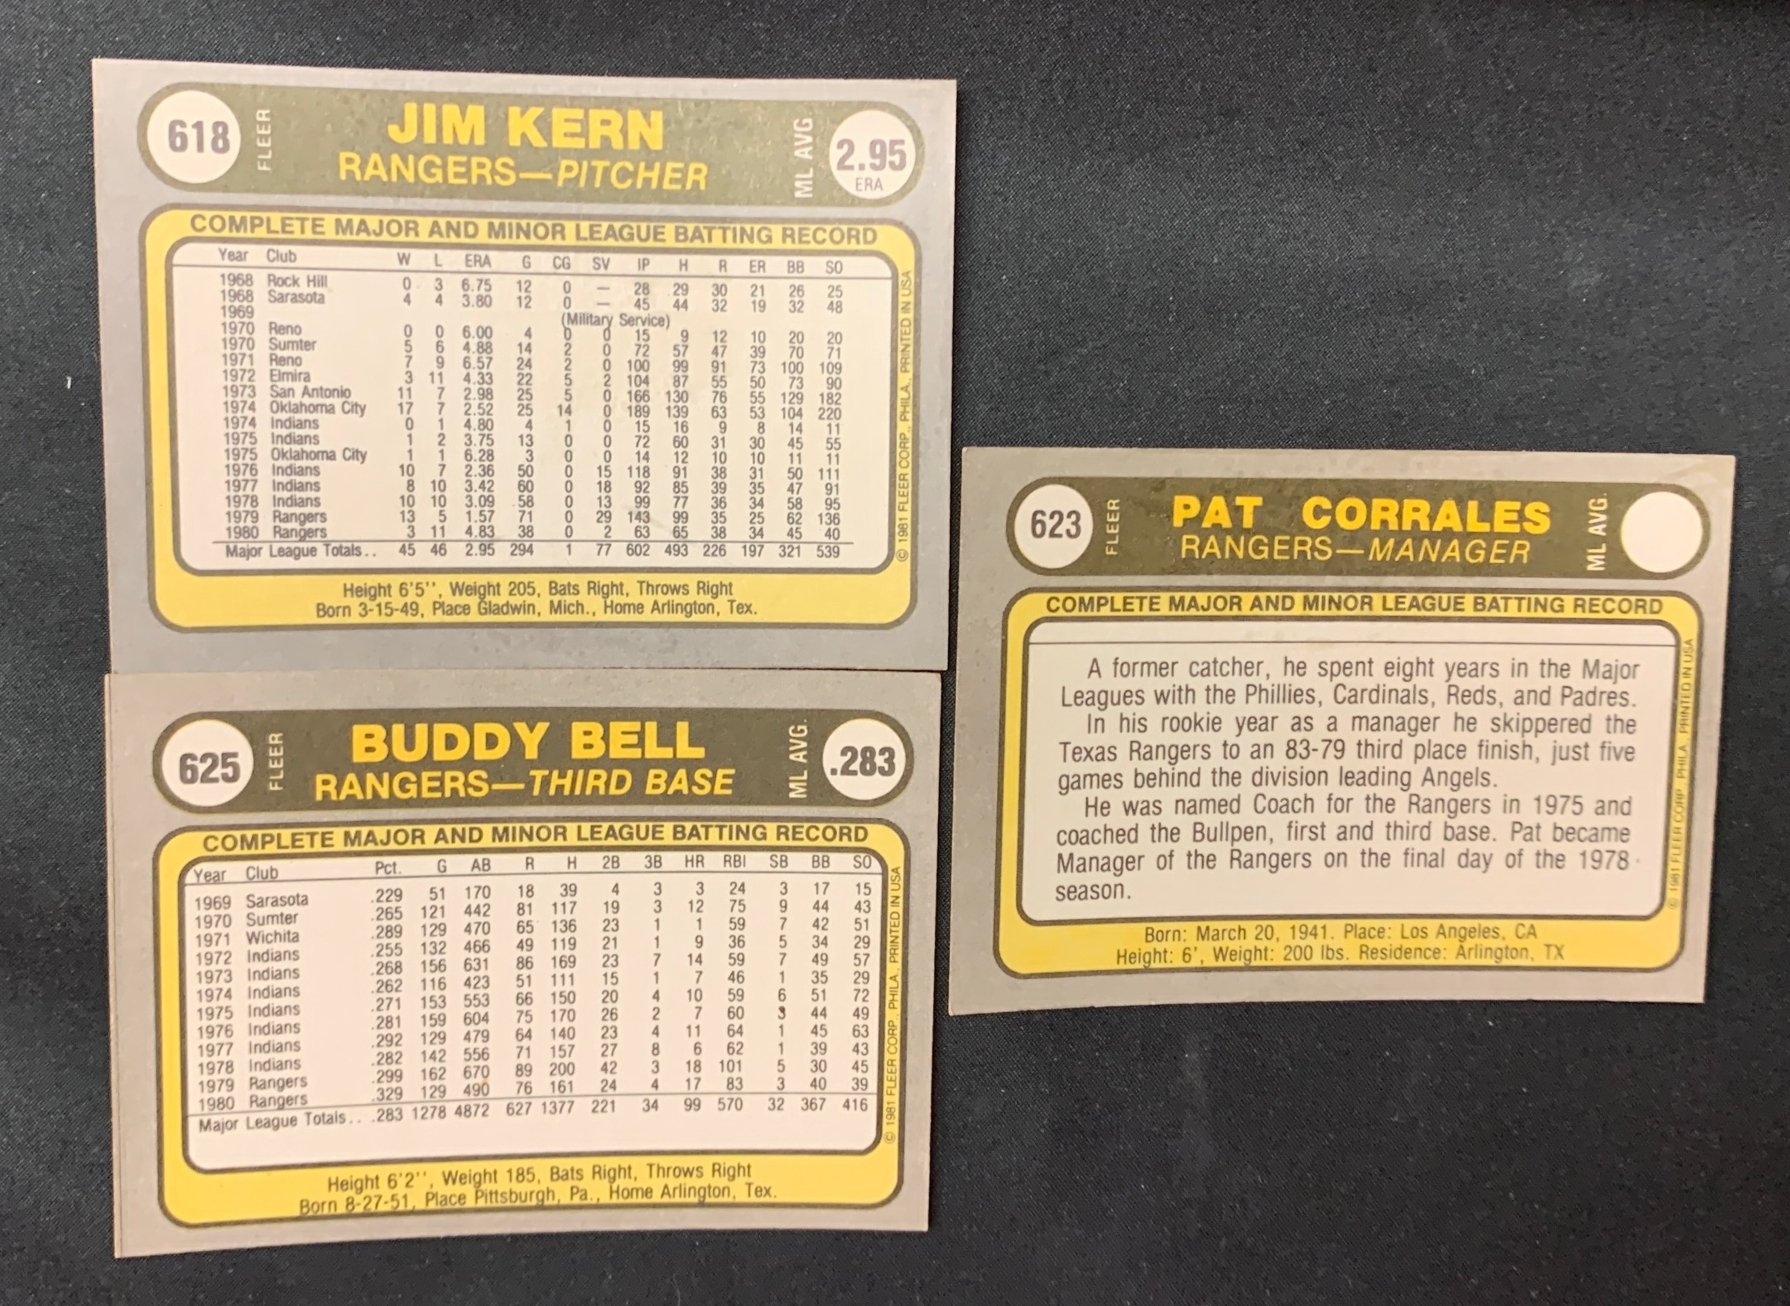 618
FLEER
JIM KERN
RANGERS—PITCHER
ML AVG.
2.95
ERA
COMPLETE MAJOR AND MINOR LEAGUE BATTING RECORD
Year Club W L ERA G CG SV IP H R ER BB SO
1968 Rock Hill 0 3 6.75 12 0 — 28 29 30 21 26 25
1968 Sarasota 4 4 3.80 12 0 — 45 44 32 19 32 48
1969 (Military Service)
1970 Reno 0 0 6.00 4 0 0 15 9 12 10 20 20
1970 Sumter 5 6 4.88 14 2 0 72 57 47 39 70 71
1971 Reno 7 9 6.57 24 2 0 100 99 91 73 100 109
1972 Elmira 3 11 4.33 22 5 2 104 87 55 50 73 90
1973 San Antonio 11 7 2.98 25 5 0 166 130 76 55 129 182
1974 Oklahoma City 17 7 2.52 25 14 0 189 139 63 53 104 220
1974 Indians 0 1 4.80 4 1 0 15 16 9 8 14 11
1975 Indians 1 2 3.75 13 0 0 72 60 31 30 45 55
1975 Oklahoma City 1 1 6.28 3 0 0 14 12 10 10 11 11
1976 Indians 10 7 2.36 50 0 15 118 91 38 31 50 111
1977 Indians 8 10 3.42 60 0 18 92 85 39 35 47 91
1978 Indians 10 10 3.09 58 0 13 99 77 36 34 58 95
1979 Rangers 13 5 1.57 71 0 29 143 99 35 25 62 136
1980 Rangers 3 11 4.83 38 0 2 63 65 38 34 45 40
Major League Totals.. 45 46 2.95 294 1 77 602 493 226 197 321 539
Height 6'5'', Weight 205, Bats Right, Throws Right
Born 3-15-49, Place Gladwin, Mich., Home Arlington, Tex.
© 1981 FLEER CORP., PHILA., PRINTED IN USA
625
FLEER
BUDDY BELL
RANGERS—THIRD BASE
ML AVG.
.283
COMPLETE MAJOR AND MINOR LEAGUE BATTING RECORD
Year Club Pct. G AB R H 2B 3B HR RBI SB BB SO
1969 Sarasota .229 51 170 18 39 4 3 3 24 3 17 15
1970 Sumter .265 121 442 81 117 19 3 12 75 9 44 43
1971 Wichita .289 129 470 65 136 23 1 1 59 7 42 51
1972 Indians .255 132 466 49 119 21 1 9 36 5 34 29
1973 Indians .268 156 631 86 169 23 7 14 59 7 49 57
1974 Indians .262 116 423 51 111 15 1 7 46 1 35 29
1975 Indians .271 153 553 66 150 20 4 10 59 6 51 72
1976 Indians .281 159 604 75 170 26 2 7 60 3 44 49
1977 Indians .292 129 479 64 140 23 4 11 64 1 45 63
1978 Indians .282 142 556 71 157 27 8 6 62 1 39 43
1979 Rangers .299 162 670 89 200 42 3 18 101 5 30 45
1980 Rangers .329 129 490 76 161 24 4 17 83 3 40 39
Major League Totals.. .283 1278 4872 627 1377 221 34 99 570 32 367 416
Height 6'2'', Weight 185, Bats Right, Throws Right
Born 8-27-51, Place Pittsburgh, Pa., Home Arlington, Tex.
© 1981 FLEER CORP., PHILA., PRINTED IN USA
623
FLEER
PAT CORRALES
RANGERS—MANAGER
ML AVG.
COMPLETE MAJOR AND MINOR LEAGUE BATTING RECORD
A former catcher, he spent eight years in the Major
Leagues with the Phillies, Cardinals, Reds, and Padres.
In his rookie year as a manager he skippered the
Texas Rangers to an 83-79 third place finish, just five
games behind the division leading Angels.
He was named Coach for the Rangers in 1975 and
coached the Bullpen, first and third base. Pat became
Manager of the Rangers on the final day of the 1978
season.
Born: March 20, 1941. Place: Los Angeles, CA
Height: 6', Weight: 200 lbs. Residence: Arlington, TX
© 1981 FLEER CORP., PHILA., PRINTED IN USA